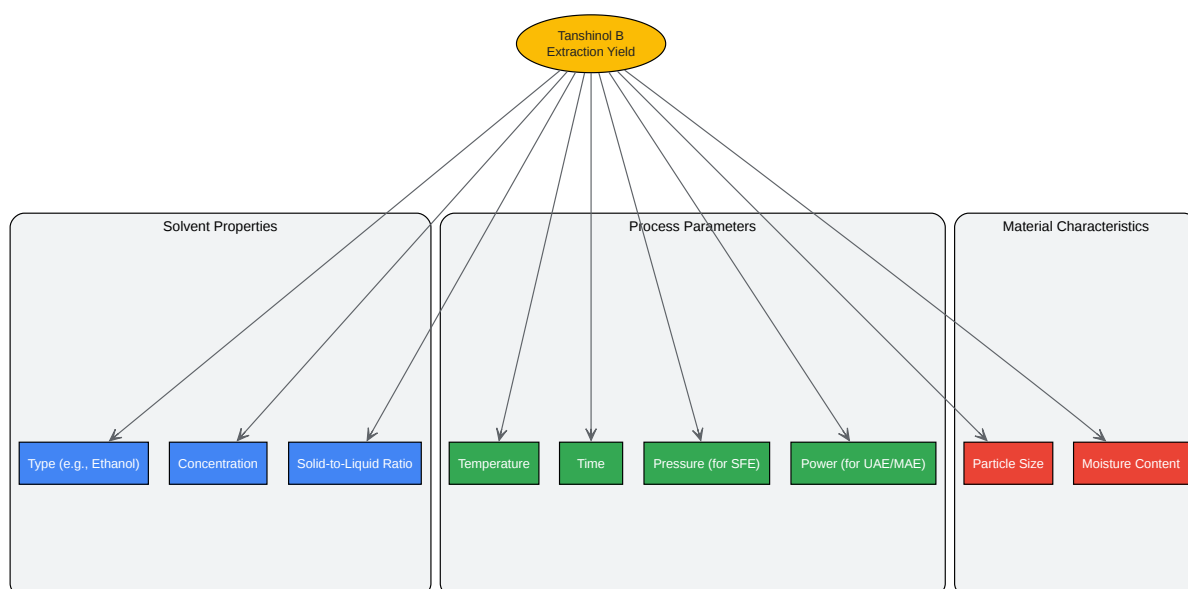 Tanshinol B
Extraction Yield
Solvent Properties
Process Parameters
Material Characteristics
Type (e.g., Ethanol)
Concentration
Solid-to-Liquid Ratio
Temperature
Time
Pressure (for SFE)
Power (for UAE/MAE)
Particle Size
Moisture Content